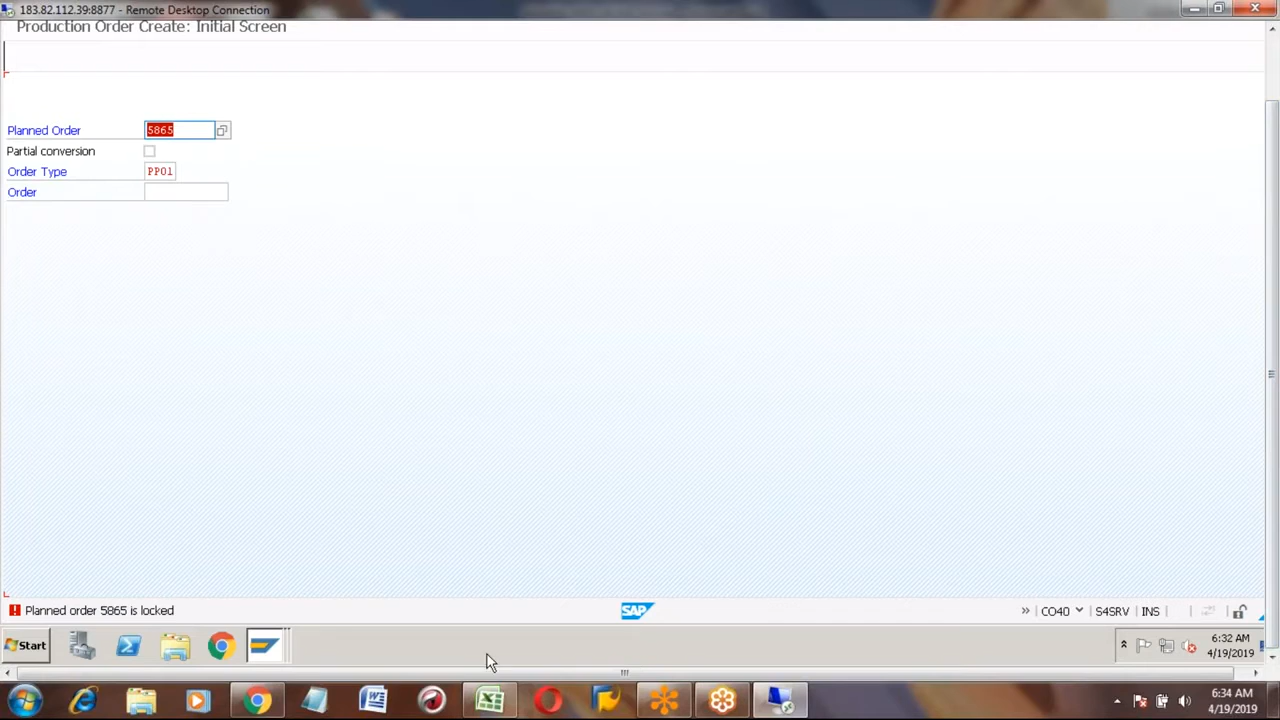 183.82.112.39:8877 - Remote Desktop Connection
Production Order Create: Initial Screen
Planned Order 5865
Partial conversion
Order Type PP01
Order
Planned order 5865 is locked
SAP
» CO40 S4SRV INS
Start
6:32 AM
4/19/2019
6:34 AM
4/19/2019